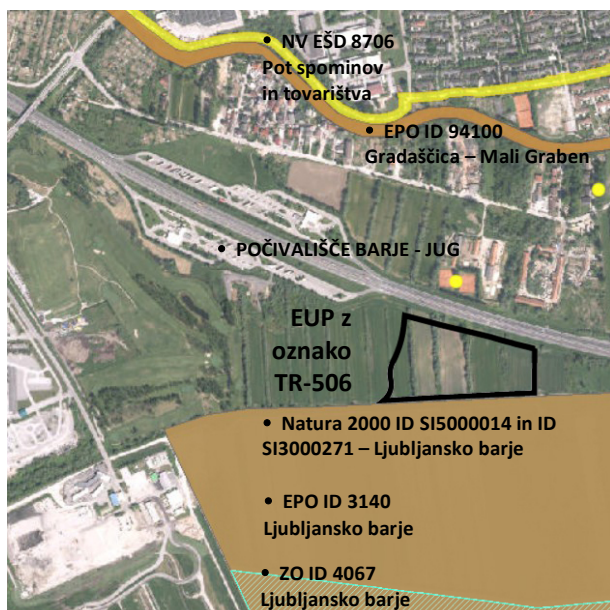 • NV EŠD 8706
Pot spominov
in tovarištva
• EPO ID 94100
Gradaščica – Mali Graben
• POČIVALIŠČE BARJE - JUG
EUP z
oznako
TR-506
• Natura 2000 ID SI5000014 in ID
SI3000271 – Ljubljansko barje
• EPO ID 3140
Ljubljansko barje
• ZO ID 4067
Ljubljansko barje